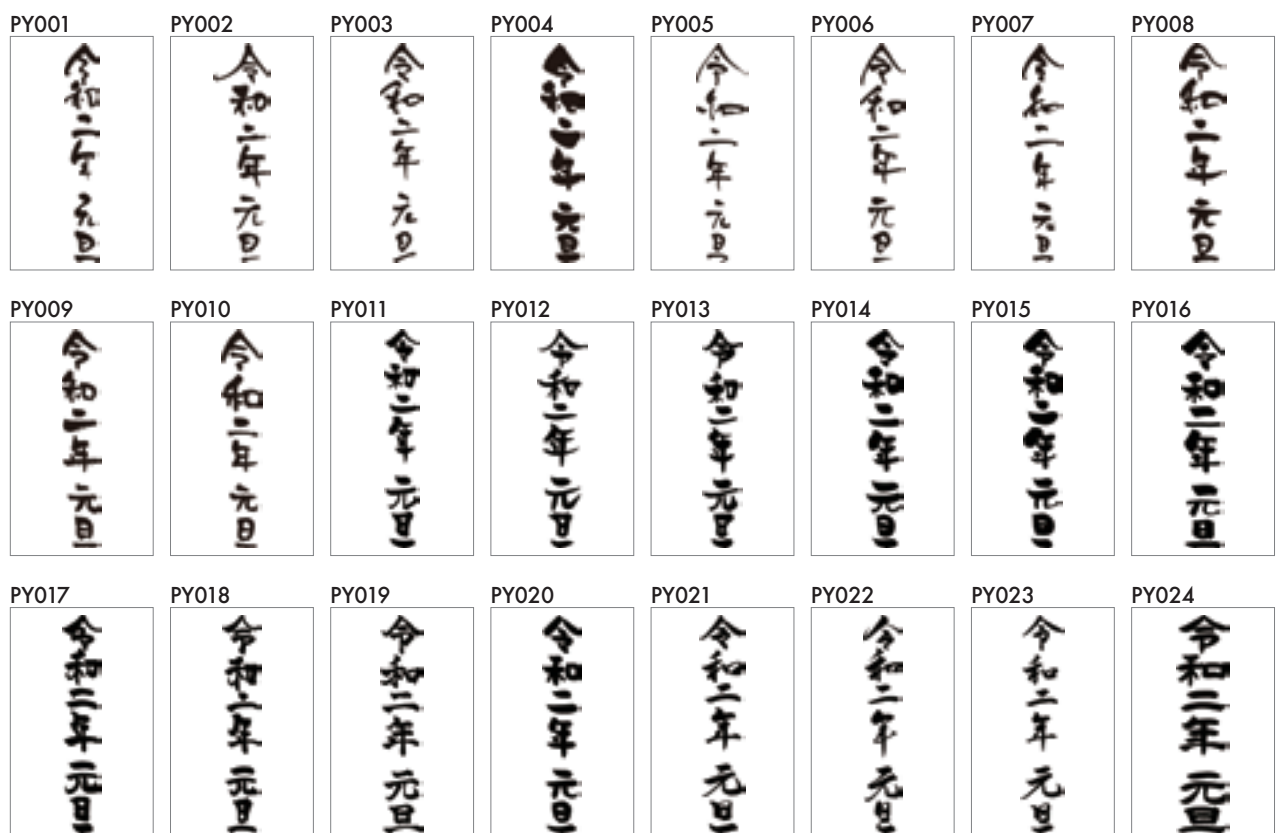 PY001 PY002 PY003 PY004 PY005 PY006 PY007 PY008
令和二年 元旦 令和二年 元旦 令和二年 元旦 令和二年 元旦 令和二年 元旦 令和二年 元旦 令和二年 元旦 令和二年 元旦
PY009 PY010 PY011 PY012 PY013 PY014 PY015 PY016
令和二年 元旦 令和二年 元旦 令和二年 元旦 令和二年 元旦 令和二年 元旦 令和二年 元旦 令和二年 元旦 令和二年 元旦
PY017 PY018 PY019 PY020 PY021 PY022 PY023 PY024
令和二年 元旦 令和二年 元旦 令和二年 元旦 令和二年 元旦 令和二年 元旦 令和二年 元旦 令和二年 元旦 令和二年 元旦